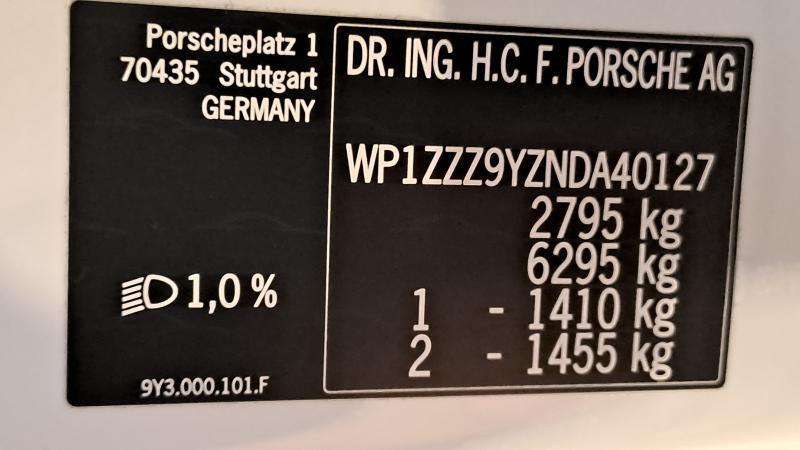 Porscheplatz 1
70435 Stuttgart
GERMANY
DR. ING. H.C. F. PORSCHE AG
WP1ZZZ9YZNDA40127
2795 kg
6295 kg
1 - 1410 kg
2 - 1455 kg
1,0 %
9Y3.000.101.F